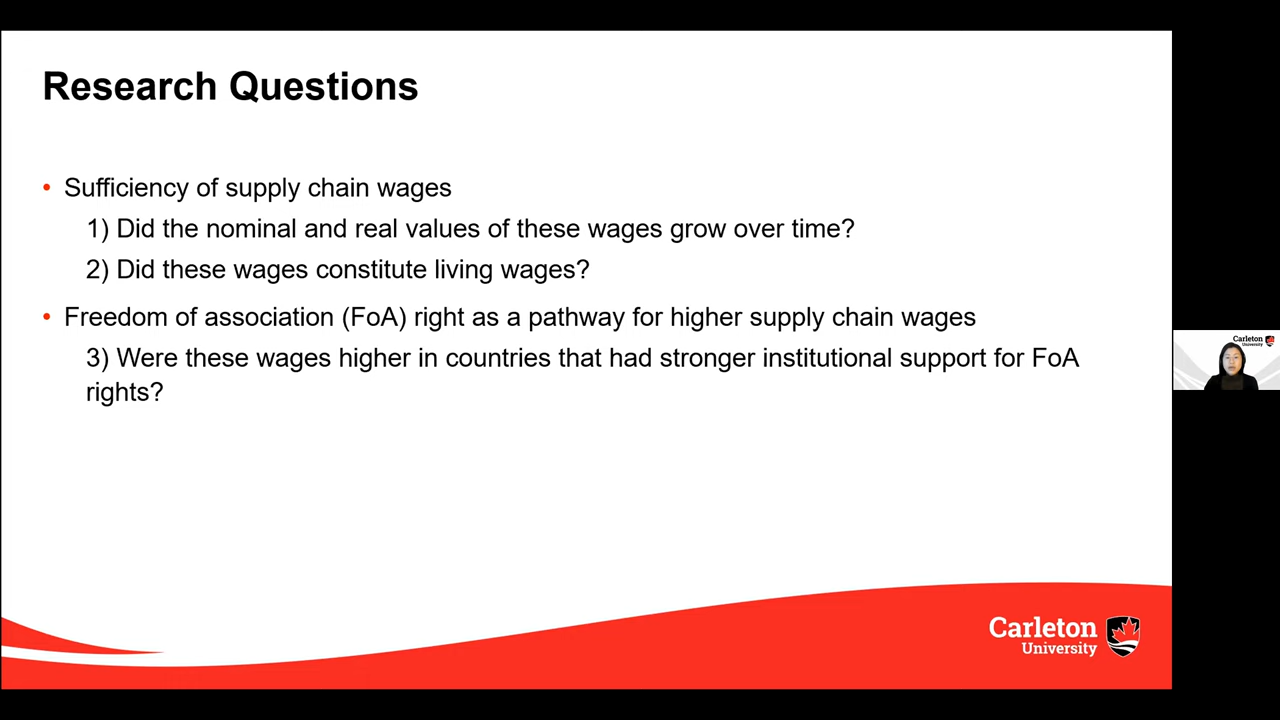 Research Questions
• Sufficiency of supply chain wages
1) Did the nominal and real values of these wages grow over time?
2) Did these wages constitute living wages?
• Freedom of association (FoA) right as a pathway for higher supply chain wages
3) Were these wages higher in countries that had stronger institutional support for FoA
rights?
Carleton
University
Carleton
University